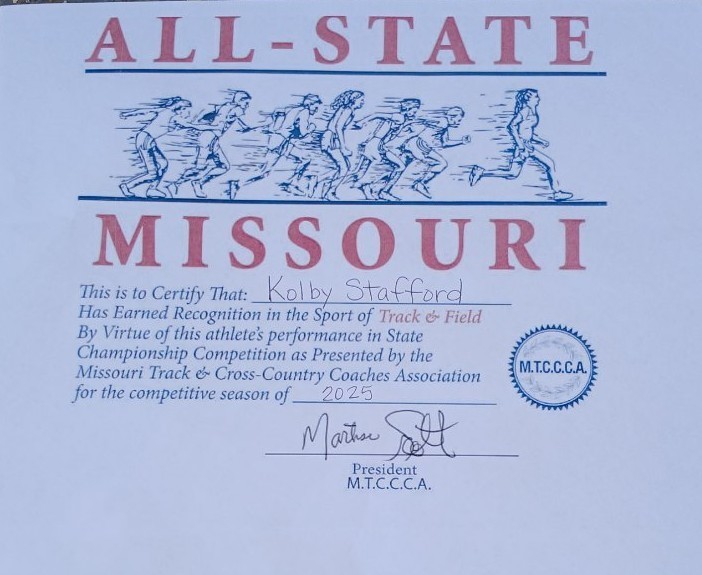 ALL-STATE
MISSOURI
This is to Certify That: Kolby Stafford
Has Earned Recognition in the Sport of Track & Field
By Virtue of this athlete's performance in State
Championship Competition as Presented by the
Missouri Track & Cross-Country Coaches Association
for the competitive season of 2025
M.T.C.C.C.A.
Scott
President
M.T.C.C.C.A.